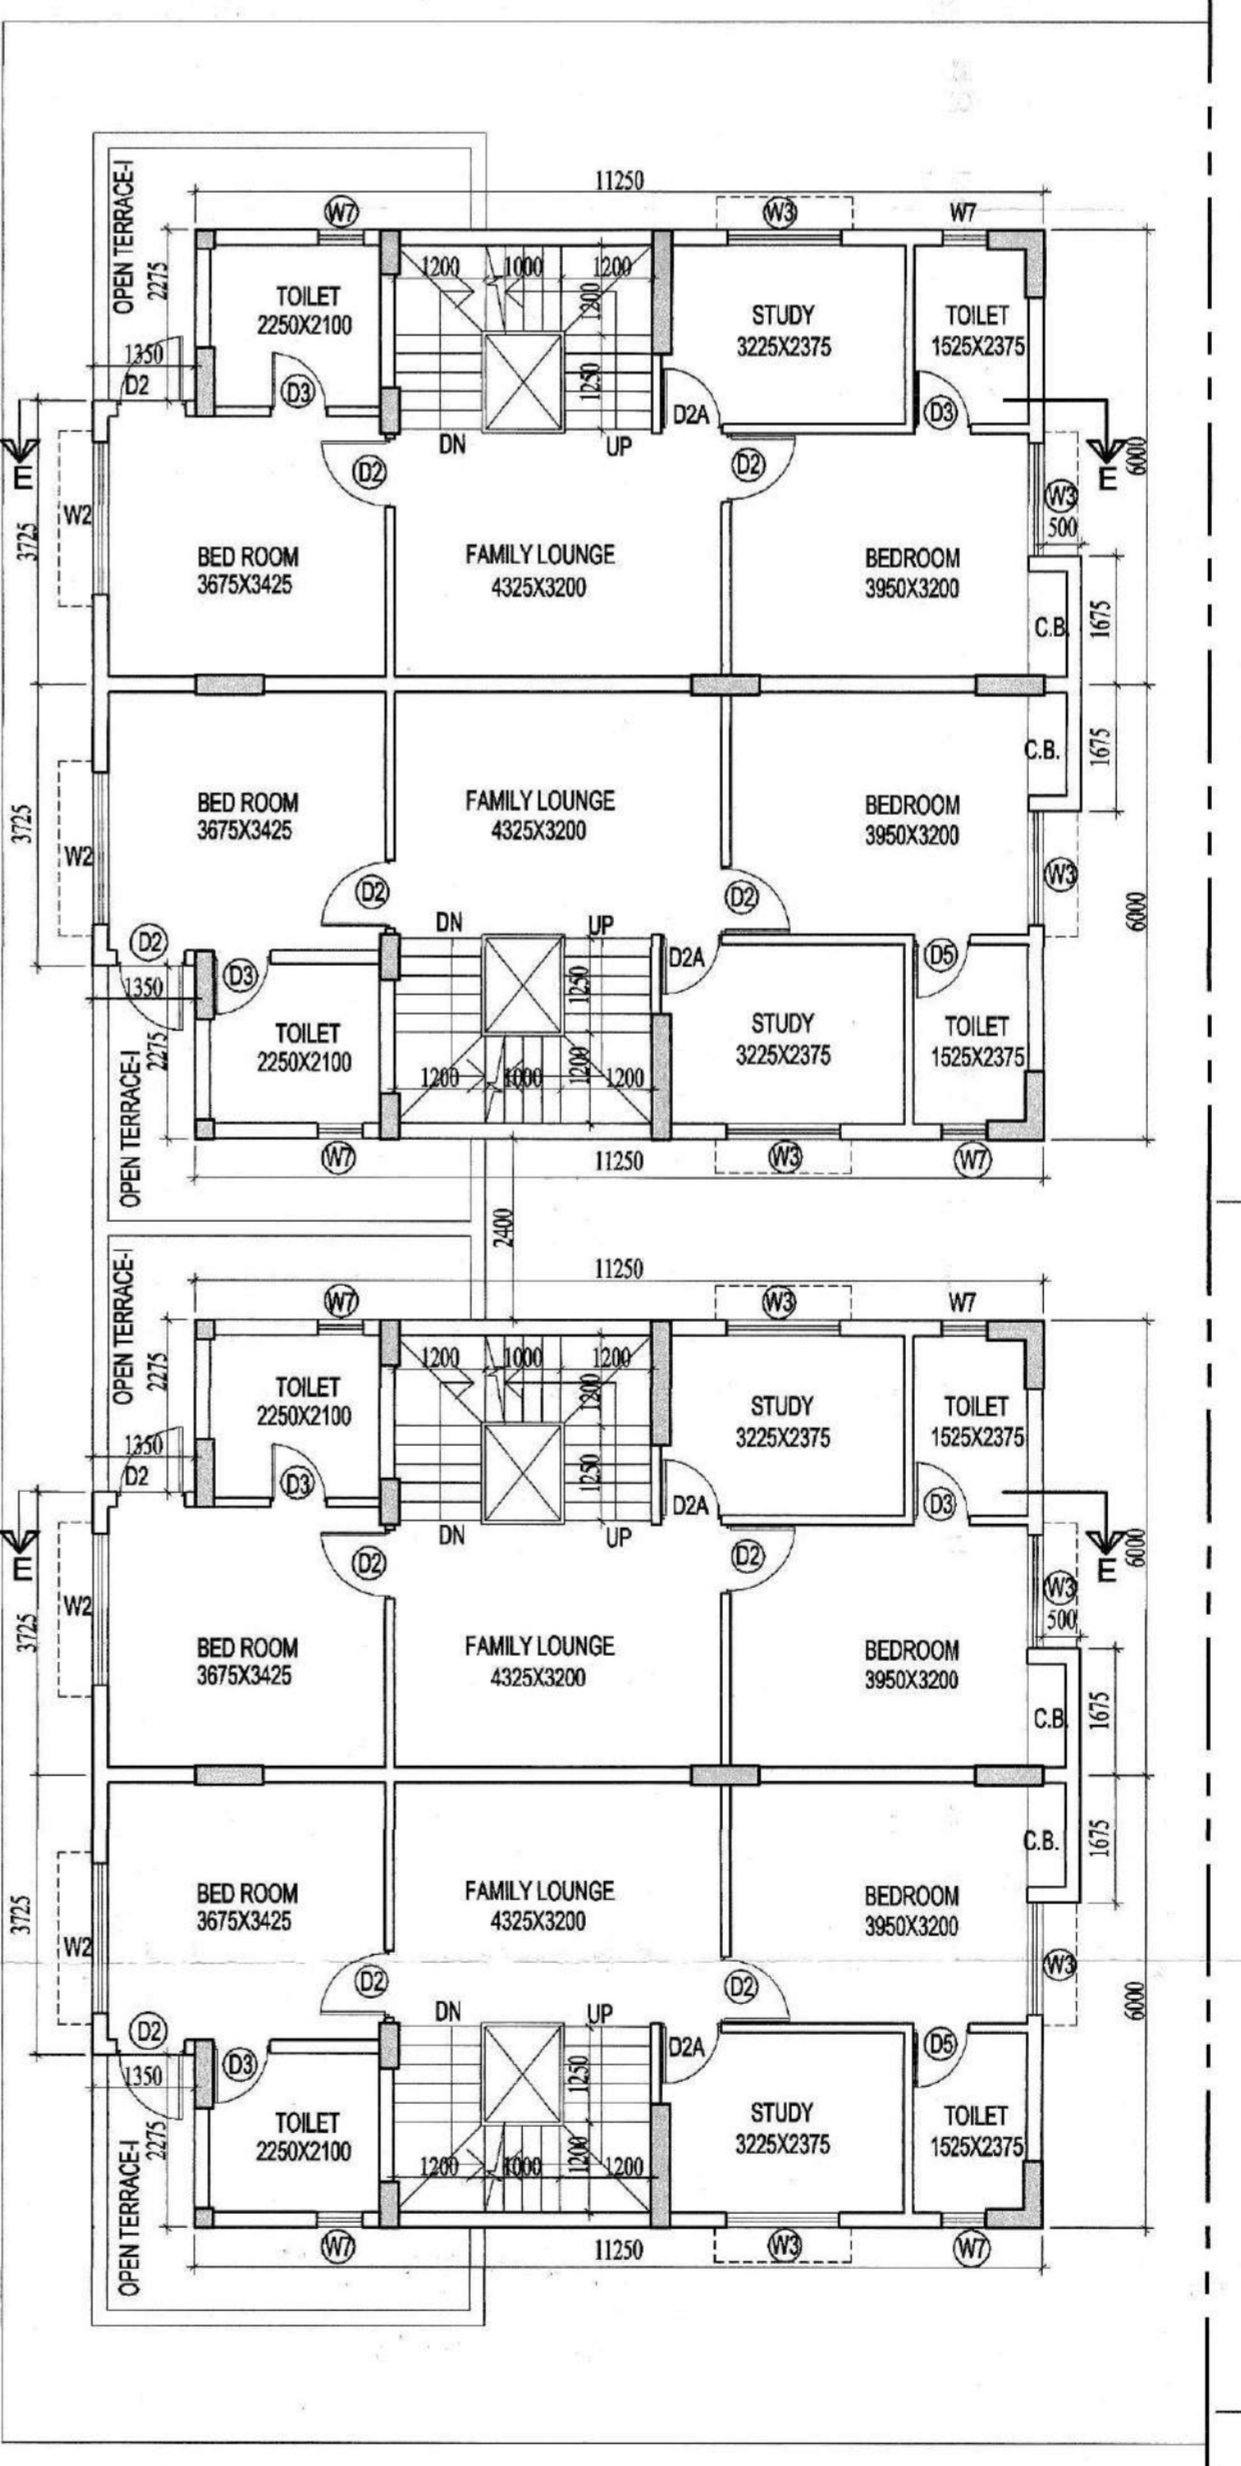 11250
OPEN TERRACE-I
W7
W3
W7
2275
1200
1000
1200
1200
TOILET
2250X2100
STUDY
3225X2375
TOILET
1525X2375
1350
D2
D3
1250
D2A
D3
DN
UP
D2
D2
E
E
6000
W3
500
W2
3725
BED ROOM
3675X3425
FAMILY LOUNGE
4325X3200
BEDROOM
3950X3200
C.B.
1675
C.B.
1675
3725
BED ROOM
3675X3425
FAMILY LOUNGE
4325X3200
BEDROOM
3950X3200
W2
W3
D2
D2
6000
DN
UP
D2
D3
D2A
D5
1350
1250
TOILET
2250X2100
STUDY
3225X2375
TOILET
1525X2375
2275
1200
1000
1200
1200
OPEN TERRACE-I
W7
W3
W7
11250
2400
11250
OPEN TERRACE-I
W7
W3
W7
2275
1200
1000
1200
1200
TOILET
2250X2100
STUDY
3225X2375
TOILET
1525X2375
1350
D2
D3
1250
D2A
D3
DN
UP
D2
D2
E
E
6000
W3
500
W2
3725
BED ROOM
3675X3425
FAMILY LOUNGE
4325X3200
BEDROOM
3950X3200
C.B.
1675
C.B.
1675
3725
BED ROOM
3675X3425
FAMILY LOUNGE
4325X3200
BEDROOM
3950X3200
W2
W3
D2
D2
6000
DN
UP
D2
D3
D2A
D5
1350
1250
TOILET
2250X2100
STUDY
3225X2375
TOILET
1525X2375
2275
1200
1000
1200
1200
OPEN TERRACE-I
W7
W3
W7
11250